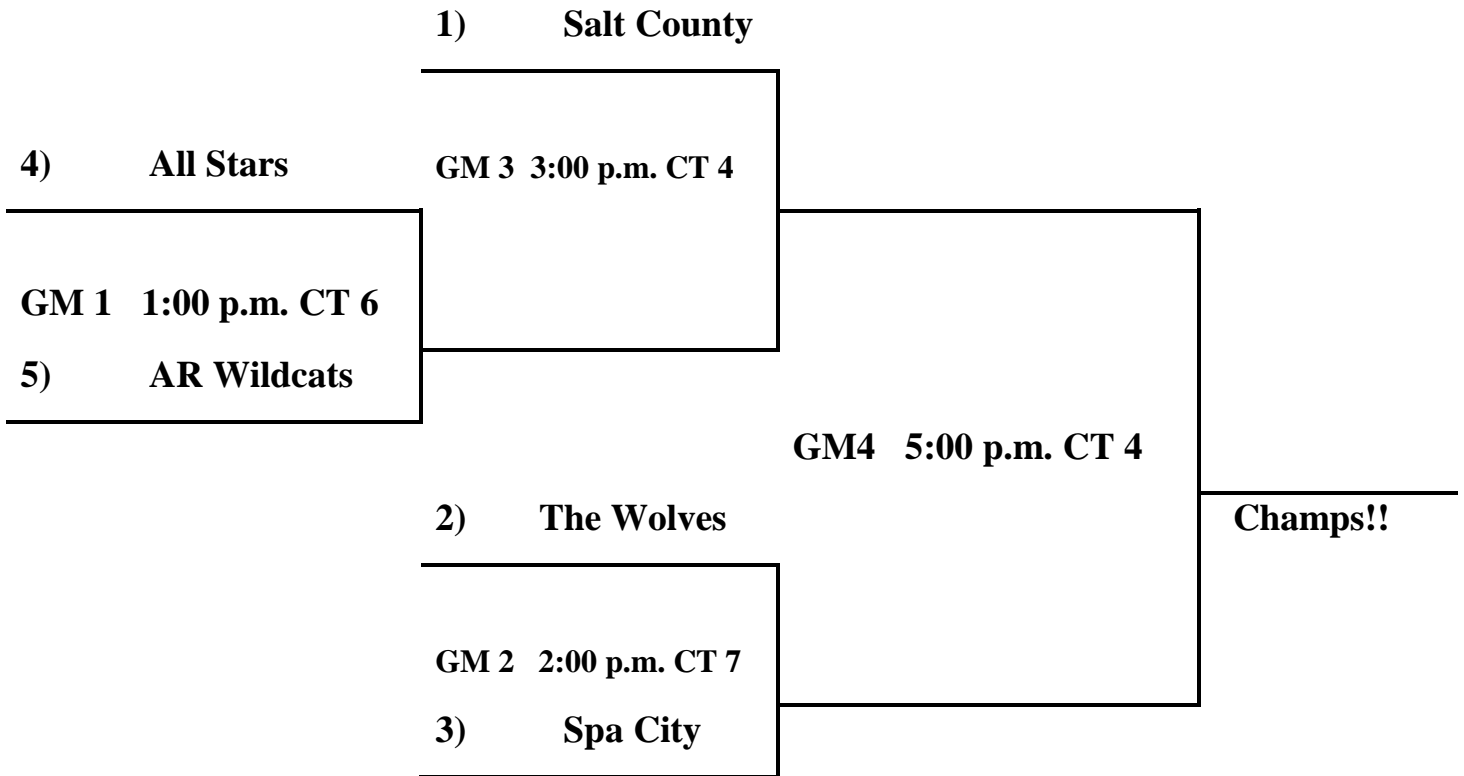 1) Salt County
4) All Stars
GM 3 3:00 p.m. CT 4
GM 1 1:00 p.m. CT 6
5) AR Wildcats
GM4 5:00 p.m. CT 4
2) The Wolves
Champs!!
GM 2 2:00 p.m. CT 7
3) Spa City